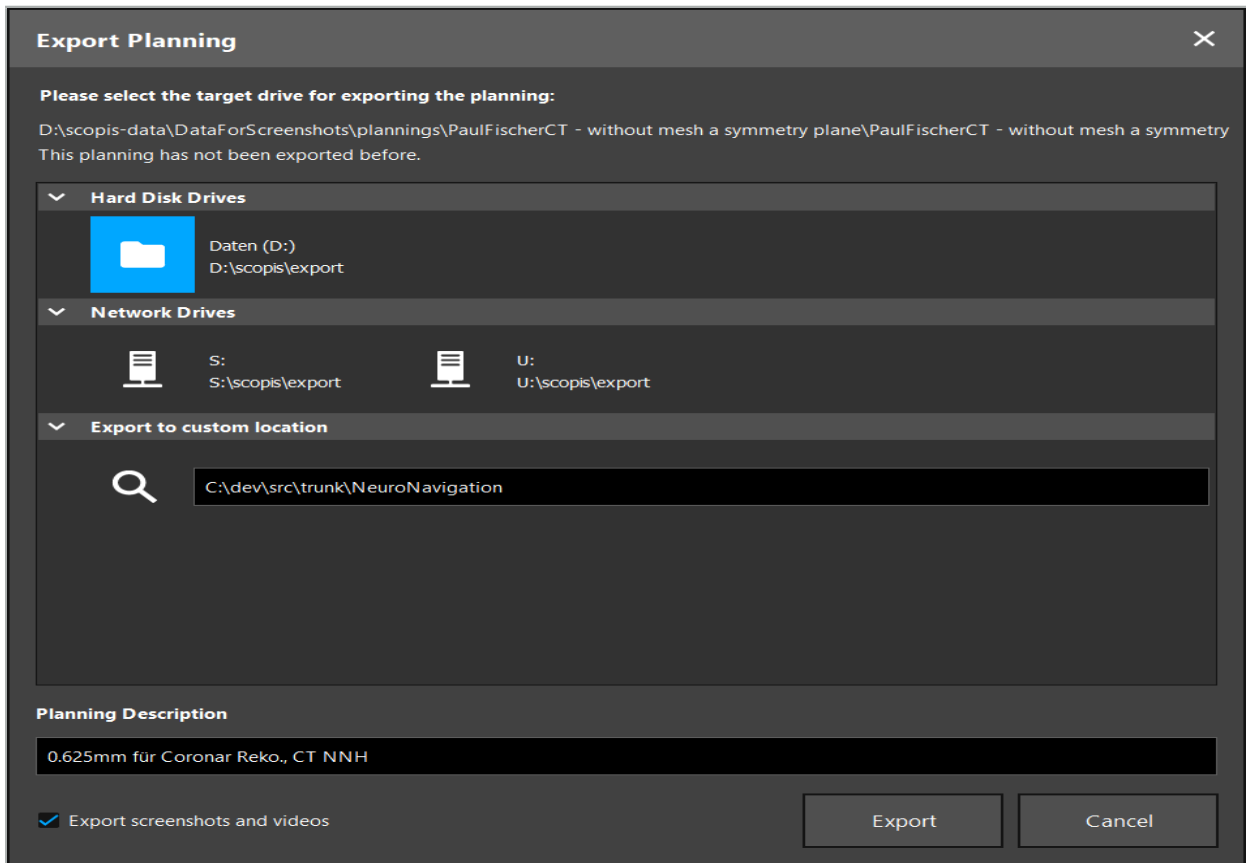 Export Planning
Please select the target drive for exporting the planning:
D:\scopis-data\DataForScreenshots\plannings\PaulFischerCT - without mesh a symmetry plane\PaulFischerCT - without mesh a symmetry
This planning has not been exported before.
Hard Disk Drives
Daten (D:)
D:\scopis\export
Network Drives
S:
S:\scopis\export
U:
U:\scopis\export
Export to custom location
C:\dev\src\trunk\NeuroNavigation
Planning Description
0.625mm für Coronar Reko., CT NNH
Export screenshots and videos
Export
Cancel